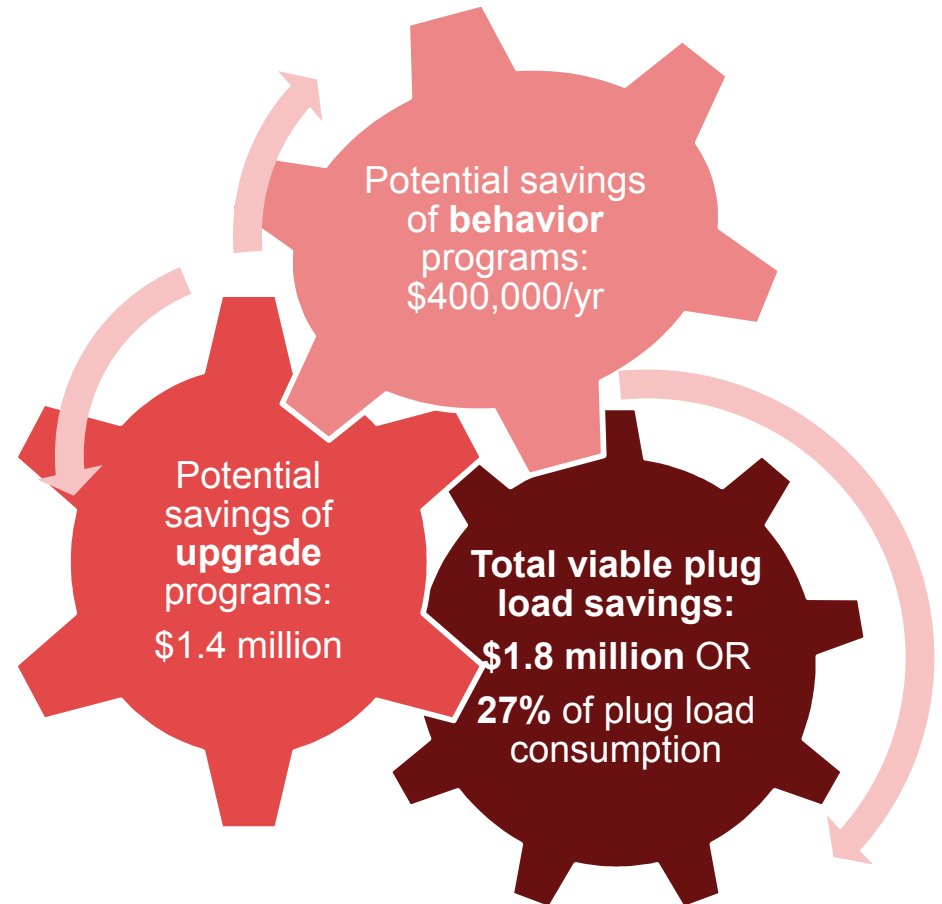 Potential savings
of behavior
programs:
$400,000/yr
Potential
savings of
upgrade
programs:
$1.4 million
Total viable plug
load savings:
$1.8 million OR
27% of plug load
consumption